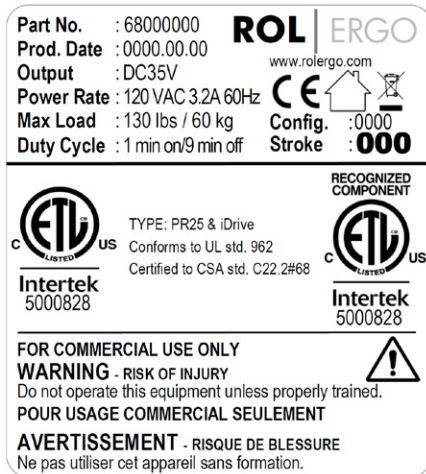 Part No. : 68000000
Prod. Date : 0000.00.00
Output : DC35V
Power Rate : 120 VAC 3.2A 60Hz
Max Load : 130 lbs / 60 kg
Duty Cycle : 1 min on/9 min off
ROL ERGO
www.rolergo.com
CE
Config. :0000
Stroke :000
ETL
CM
LISTED
C US
Intertek
5000828
TYPE: PR25 & iDrive
Conforms to UL std. 962
Certified to CSA std. C22.2#68
RECOGNIZED
COMPONENT
ETL
CM
LISTED
C US
Intertek
5000828
FOR COMMERCIAL USE ONLY
WARNING - RISK OF INJURY
Do not operate this equipment unless properly trained.
POUR USAGE COMMERCIAL SEULEMENT
AVERTISSEMENT - RISQUE DE BLESSURE
Ne pas utiliser cet appareil sans formation.